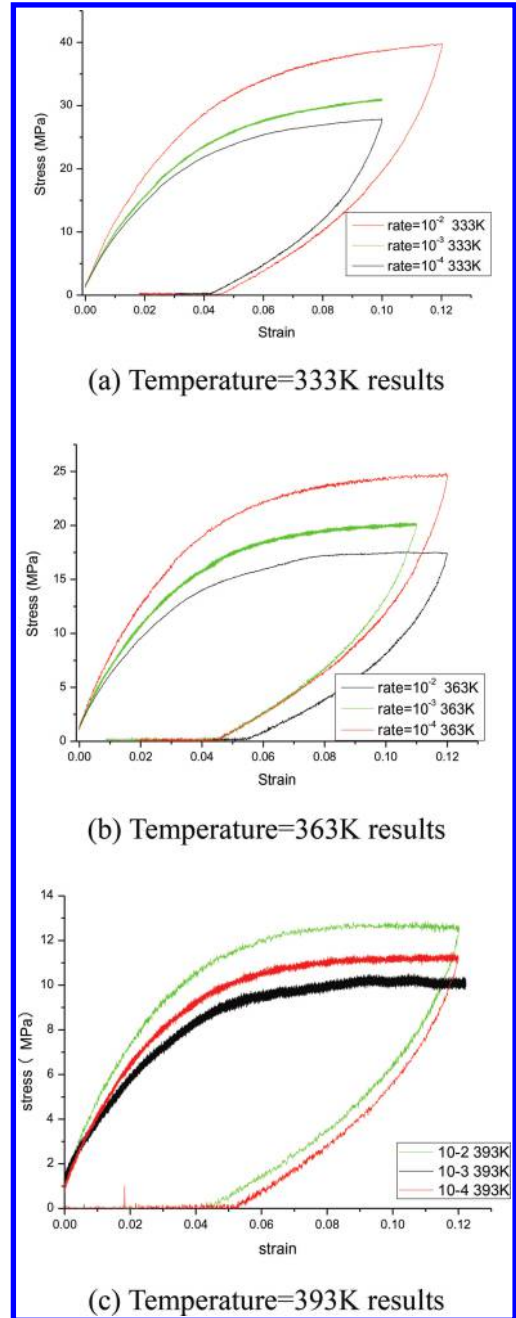 Stress (MPa)
40
30
20
10
0
rate=10⁻² 333K
rate=10⁻³ 333K
rate=10⁻⁴ 333K
0.00 0.02 0.04 0.06 0.08 0.10 0.12
Strain
(a) Temperature=333K results
Stress (MPa)
25
20
15
10
5
0
rate=10⁻² 363K
rate=10⁻³ 363K
rate=10⁻⁴ 363K
0.00 0.02 0.04 0.06 0.08 0.10 0.12
Strain
(b) Temperature=363K results
stress ( MPa)
14
12
10
8
6
4
2
0
10-2 393K
10-3 393K
10-4 393K
0.00 0.02 0.04 0.06 0.08 0.10 0.12
strain
(c) Temperature=393K results